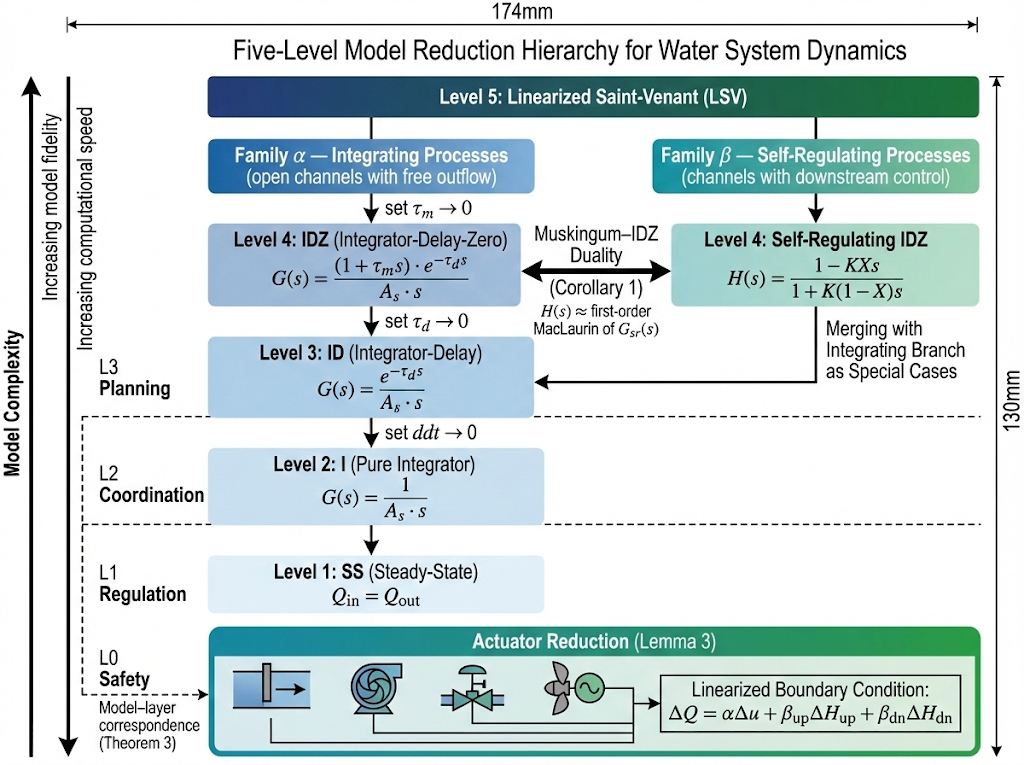 174mm
Five-Level Model Reduction Hierarchy for Water System Dynamics
Level 5: Linearized Saint-Venant (LSV)
Family α — Integrating Processes
(open channels with free outflow)
Family β — Self-Regulating Processes
(channels with downstream control)
set τ_m → 0
Level 4: IDZ (Integrator-Delay-Zero)
G(s) = (1 + τ_m s) · e^{−τ_d s} / A_s · s
Muskingum–IDZ
Duality
(Corollary 1)
H(s) ≈ first-order
MacLaurin of G_{sr}(s)
Level 4: Self-Regulating IDZ
H(s) = 1 − KXs / 1 + K(1 − X)s
set τ_d → 0
Level 3: ID (Integrator-Delay)
G(s) = e^{−τ_d s} / A_s · s
Merging with
Integrating Branch
as Special Cases
set ddt → 0
Level 2: I (Pure Integrator)
G(s) = 1 / A_s · s
Level 1: SS (Steady-State)
Q_in = Q_out
Actuator Reduction (Lemma 3)
Linearized Boundary Condition:
ΔQ = αΔu + β_up ΔH_up + β_dn ΔH_dn
Model Complexity
Increasing model fidelity
Increasing computational speed
L3
Planning
L2
Coordination
L1
Regulation
L0
Safety
Model–layer
correspondence
(Theorem 3)
130mm